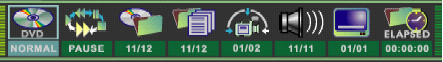 DVD ELAPSED
NORMAL PAUSE 11/12 11/12 01/02 11/11 01/01 00:00:00